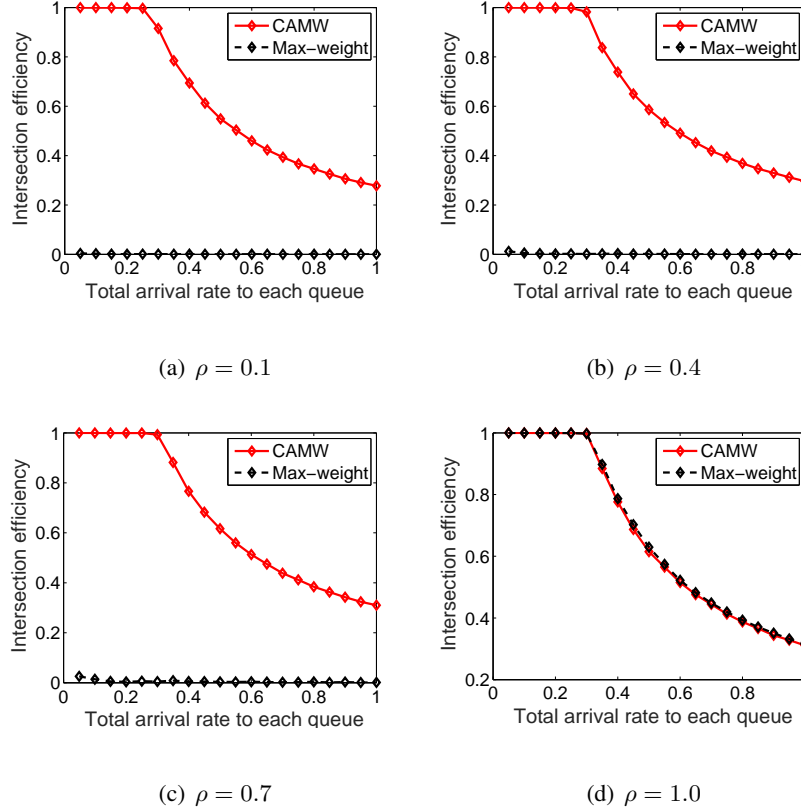 1
0.8
0.6
0.4
0.2
0
0 0.2 0.4 0.6 0.8 1
Intersection efficiency
Total arrival rate to each queue
CAMW
Max-weight
(a) ρ = 0.1
1
0.8
0.6
0.4
0.2
0
0 0.2 0.4 0.6 0.8
Intersection efficiency
Total arrival rate to each queue
CAMW
Max-weight
(b) ρ = 0.4
1
0.8
0.6
0.4
0.2
0
0 0.2 0.4 0.6 0.8 1
Intersection efficiency
Total arrival rate to each queue
CAMW
Max-weight
(c) ρ = 0.7
1
0.8
0.6
0.4
0.2
0 0.2 0.4 0.6 0.8
Intersection efficiency
Total arrival rate to each queue
CAMW
Max-weight
(d) ρ = 1.0